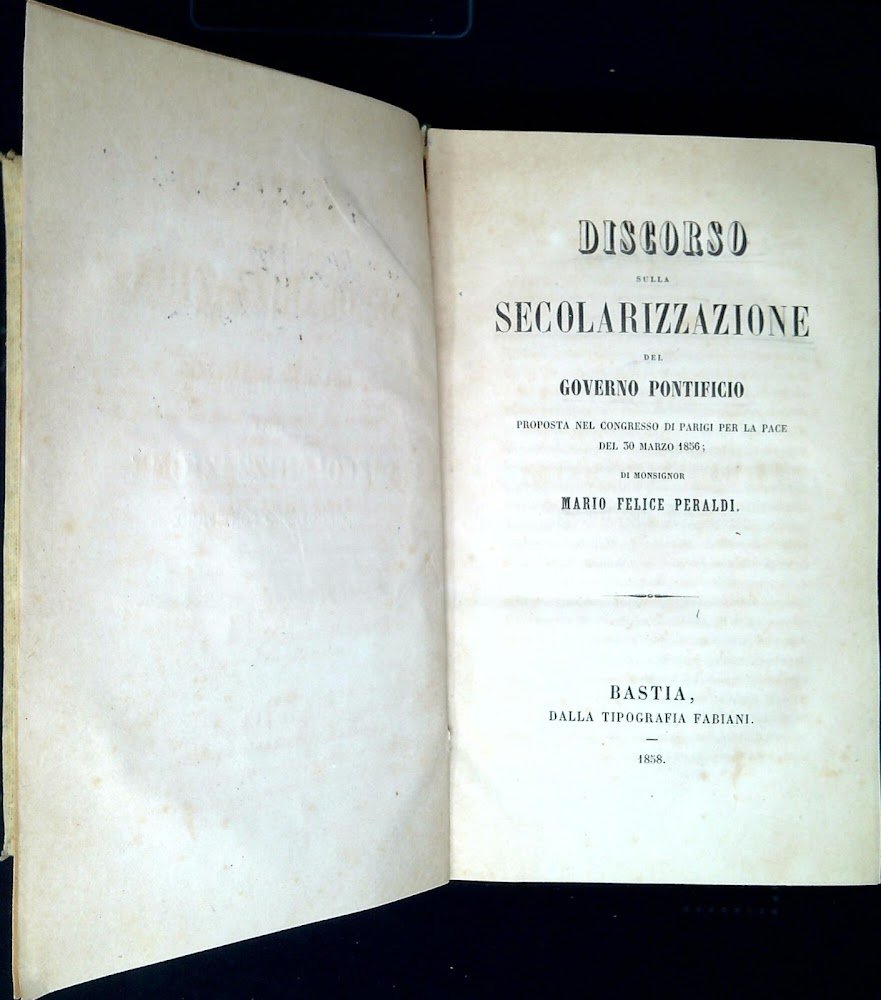 DISCORSO
SULLA
SECOLARIZZAZIONE
DEL
GOVERNO PONTIFICIO
PROPOSTA NEL CONGRESSO DI PARIGI PER LA PACE
DEL 30 MARZO 1856;
DI MONSIGNOR
MARIO FELICE PERALDI.
BASTIA,
DALLA TIPOGRAFIA FABIANI.
—
1858.